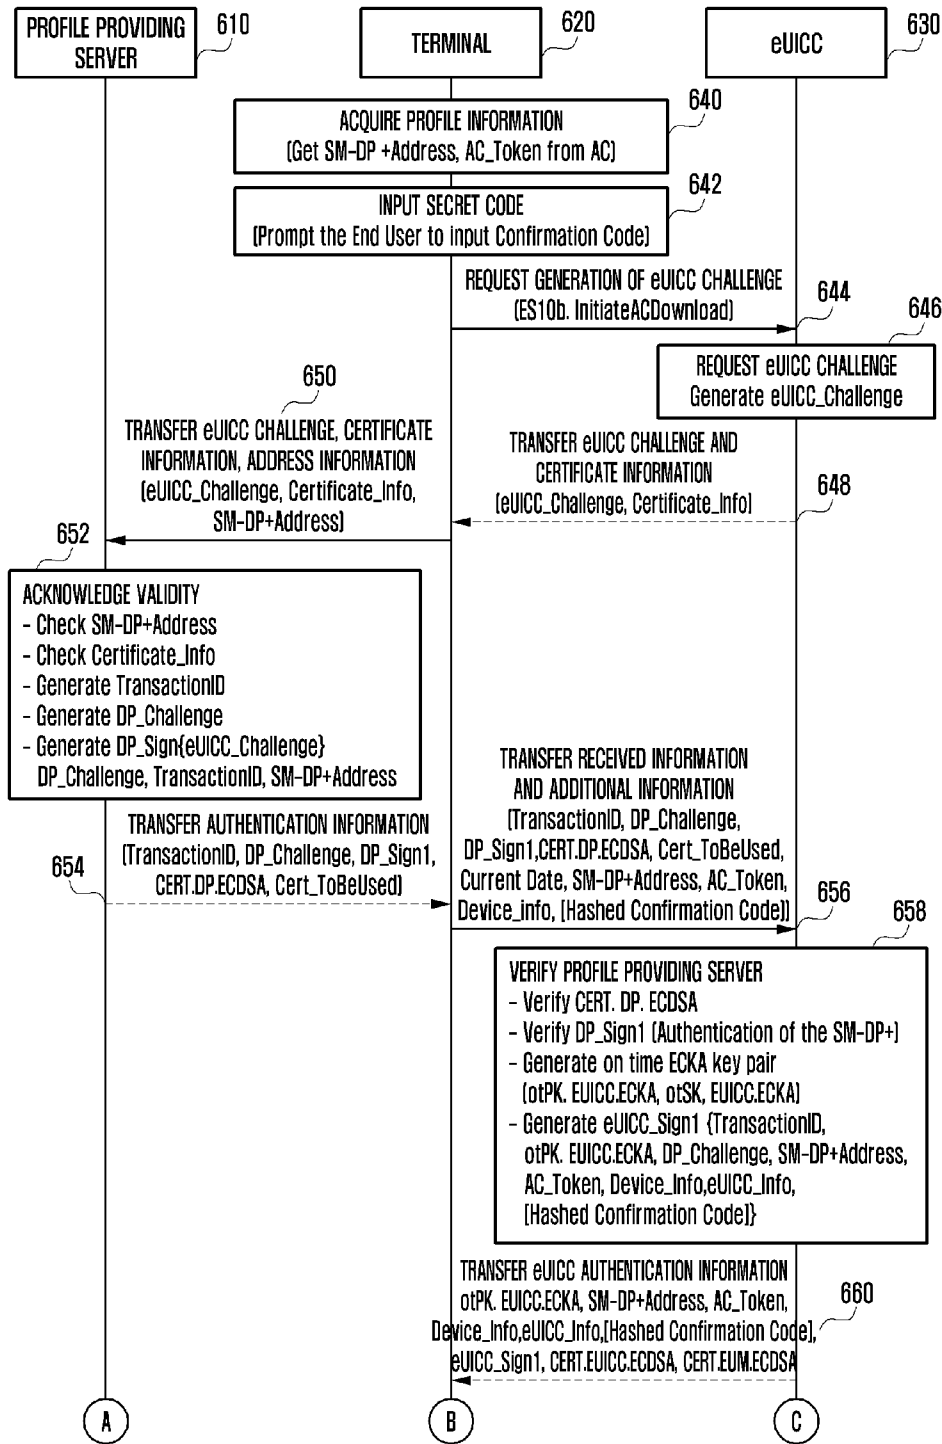 PROFILE PROVIDING
SERVER
610
TERMINAL
620
eUICC
630
ACQUIRE PROFILE INFORMATION
(Get SM-DP +Address, AC_Token from AC)
640
INPUT SECRET CODE
(Prompt the End User to input Confirmation Code)
642
REQUEST GENERATION OF eUICC CHALLENGE
(ES10b. InitiateACDownload)
644
646
REQUEST eUICC CHALLENGE
Generate eUICC_Challenge
650
TRANSFER eUICC CHALLENGE, CERTIFICATE
INFORMATION, ADDRESS INFORMATION
(eUICC_Challenge, Certificate_Info,
SM-DP+Address)
TRANSFER eUICC CHALLENGE AND
CERTIFICATE INFORMATION
(eUICC_Challenge, Certificate_Info)
648
652
ACKNOWLEDGE VALIDITY
- Check SM-DP+Address
- Check Certificate_Info
- Generate TransactionID
- Generate DP_Challenge
- Generate DP_Sign{eUICC_Challenge}
DP_Challenge, TransactionID, SM-DP+Address
TRANSFER AUTHENTICATION INFORMATION
(TransactionID, DP_Challenge, DP_Sign1,
CERT.DP.ECDSA, Cert_ToBeUsed)
654
TRANSFER RECEIVED INFORMATION
AND ADDITIONAL INFORMATION
(TransactionID, DP_Challenge,
DP_Sign1,CERT.DP.ECDSA, Cert_ToBeUsed,
Current Date, SM-DP+Address, AC_Token,
Device_info, [Hashed Confirmation Code])
656
658
VERIFY PROFILE PROVIDING SERVER
- Verify CERT. DP. ECDSA
- Verify DP_Sign1 (Authentication of the SM-DP+)
- Generate on time ECKA key pair
(otPK. EUICC.ECKA, otSK, EUICC.ECKA)
- Generate eUICC_Sign1 {TransactionID,
otPK. EUICC.ECKA, DP_Challenge, SM-DP+Address,
AC_Token, Device_Info,eUICC_Info,
[Hashed Confirmation Code]}
TRANSFER eUICC AUTHENTICATION INFORMATION
otPK. EUICC.ECKA, SM-DP+Address, AC_Token,
Device_Info,eUICC_Info,[Hashed Confirmation Code],
eUICC_Sign1, CERT.EUICC.ECDSA, CERT.EUM.ECDSA
660
A
B
C